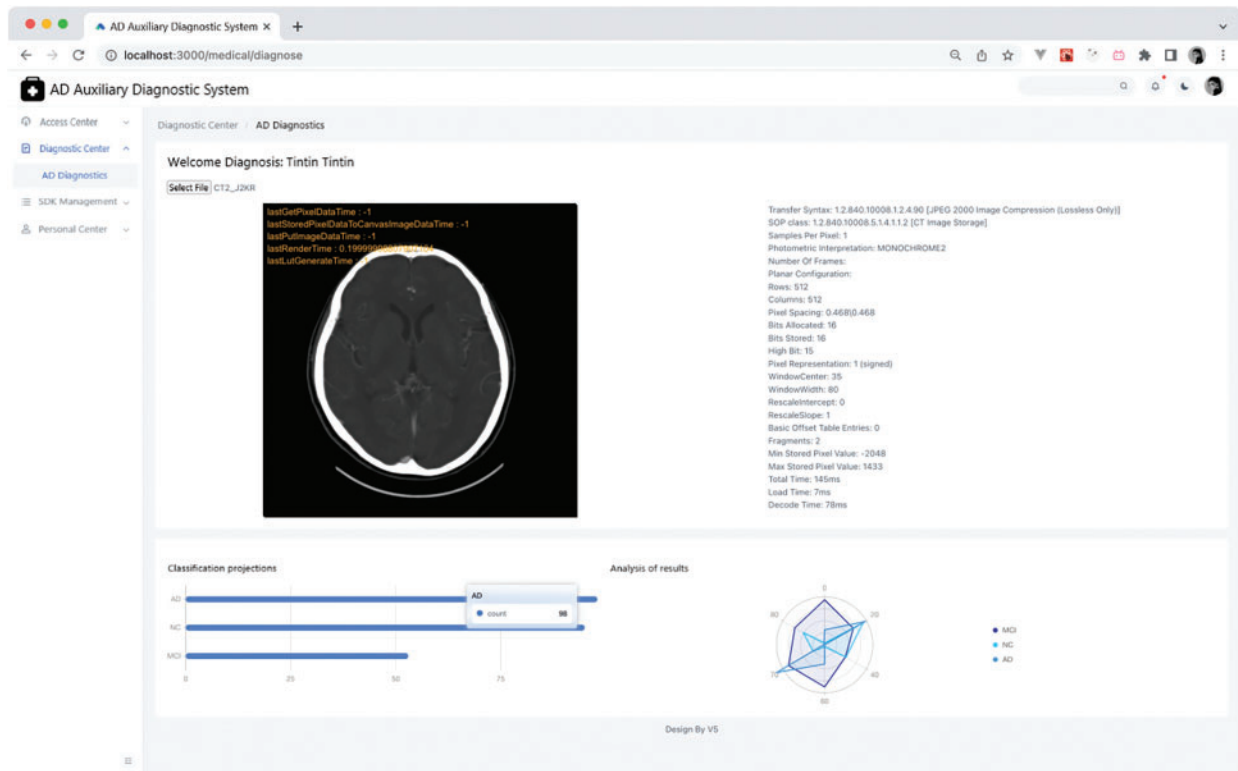 AD Auxiliary Diagnostic System
localhost:3000/medical/diagnose
AD Auxiliary Diagnostic System
Access Center
Diagnostic Center
AD Diagnostics
SDK Management
Personal Center
Diagnostic Center / AD Diagnostics
Welcome Diagnosis: Tintin Tintin
Select File CT2_J2KR
lastGetPixelDataTime : -1
lastStoredPixelDataToCanvasImageDataTime : -1
lastPutImageDataTime : -1
lastRenderTime :
lastLutGenerateTime :
Transfer Syntax: 1.2.840.10008.1.2.4.90 [JPEG 2000 Image Compression (Lossless Only)]
SOP class: 1.2.840.10008.5.1.4.1.1.2 [CT Image Storage]
Samples Per Pixel: 1
Photometric Interpretation: MONOCHROME2
Number Of Frames:
Planar Configuration:
Rows: 512
Columns: 512
Pixel Spacing: 0.468\0.468
Bits Allocated: 16
Bits Stored: 16
High Bit: 15
Pixel Representation: 1 (signed)
WindowCenter: 35
WindowWidth: 80
RescaleIntercept: 0
RescaleSlope: 1
Basic Offset Table Entries: 0
Fragments: 2
Min Stored Pixel Value: -2048
Max Stored Pixel Value: 1433
Total Time: 145ms
Load Time: 7ms
Decode Time: 78ms
Classification projections
AD
NC
MCI
0 25 50 75
AD
count 98
Analysis of results
0
20
40
60
70
80
MCI
NC
AD
Design By V5